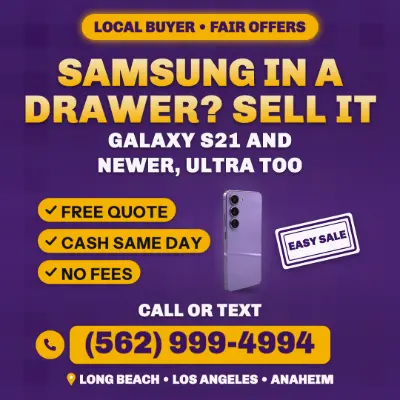 LOCAL BUYER • FAIR OFFERS
SAMSUNG IN A
DRAWER? SELL IT
GALAXY S21 AND
NEWER, ULTRA TOO
FREE QUOTE
CASH SAME DAY
NO FEES
EASY SALE
CALL OR TEXT
(562) 999-4994
LONG BEACH • LOS ANGELES • ANAHEIM